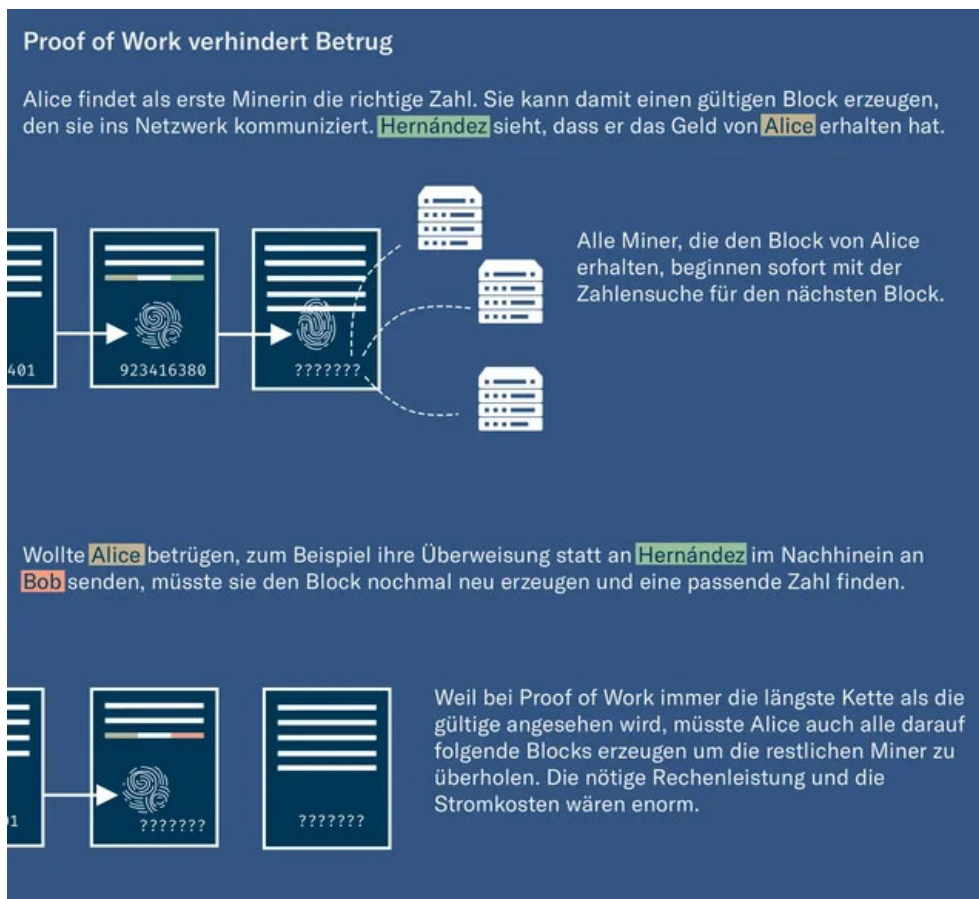 Proof of Work verhindert Betrug
Alice findet als erste Minerin die richtige Zahl. Sie kann damit einen gültigen Block erzeugen,
den sie ins Netzwerk kommuniziert. Hernández sieht, dass er das Geld von Alice erhalten hat.
Alle Miner, die den Block von Alice
erhalten, beginnen sofort mit der
Zahlensuche für den nächsten Block.
401
923416380
???????
Wollte Alice betrügen, zum Beispiel ihre Überweisung statt an Hernández im Nachhinein an
Bob senden, müsste sie den Block nochmal neu erzeugen und eine passende Zahl finden.
Weil bei Proof of Work immer die längste Kette als die
gültige angesehen wird, müsste Alice auch alle darauf
folgende Blocks erzeugen um die restlichen Miner zu
überholen. Die nötige Rechenleistung und die
Stromkosten wären enorm.
01
???????
???????